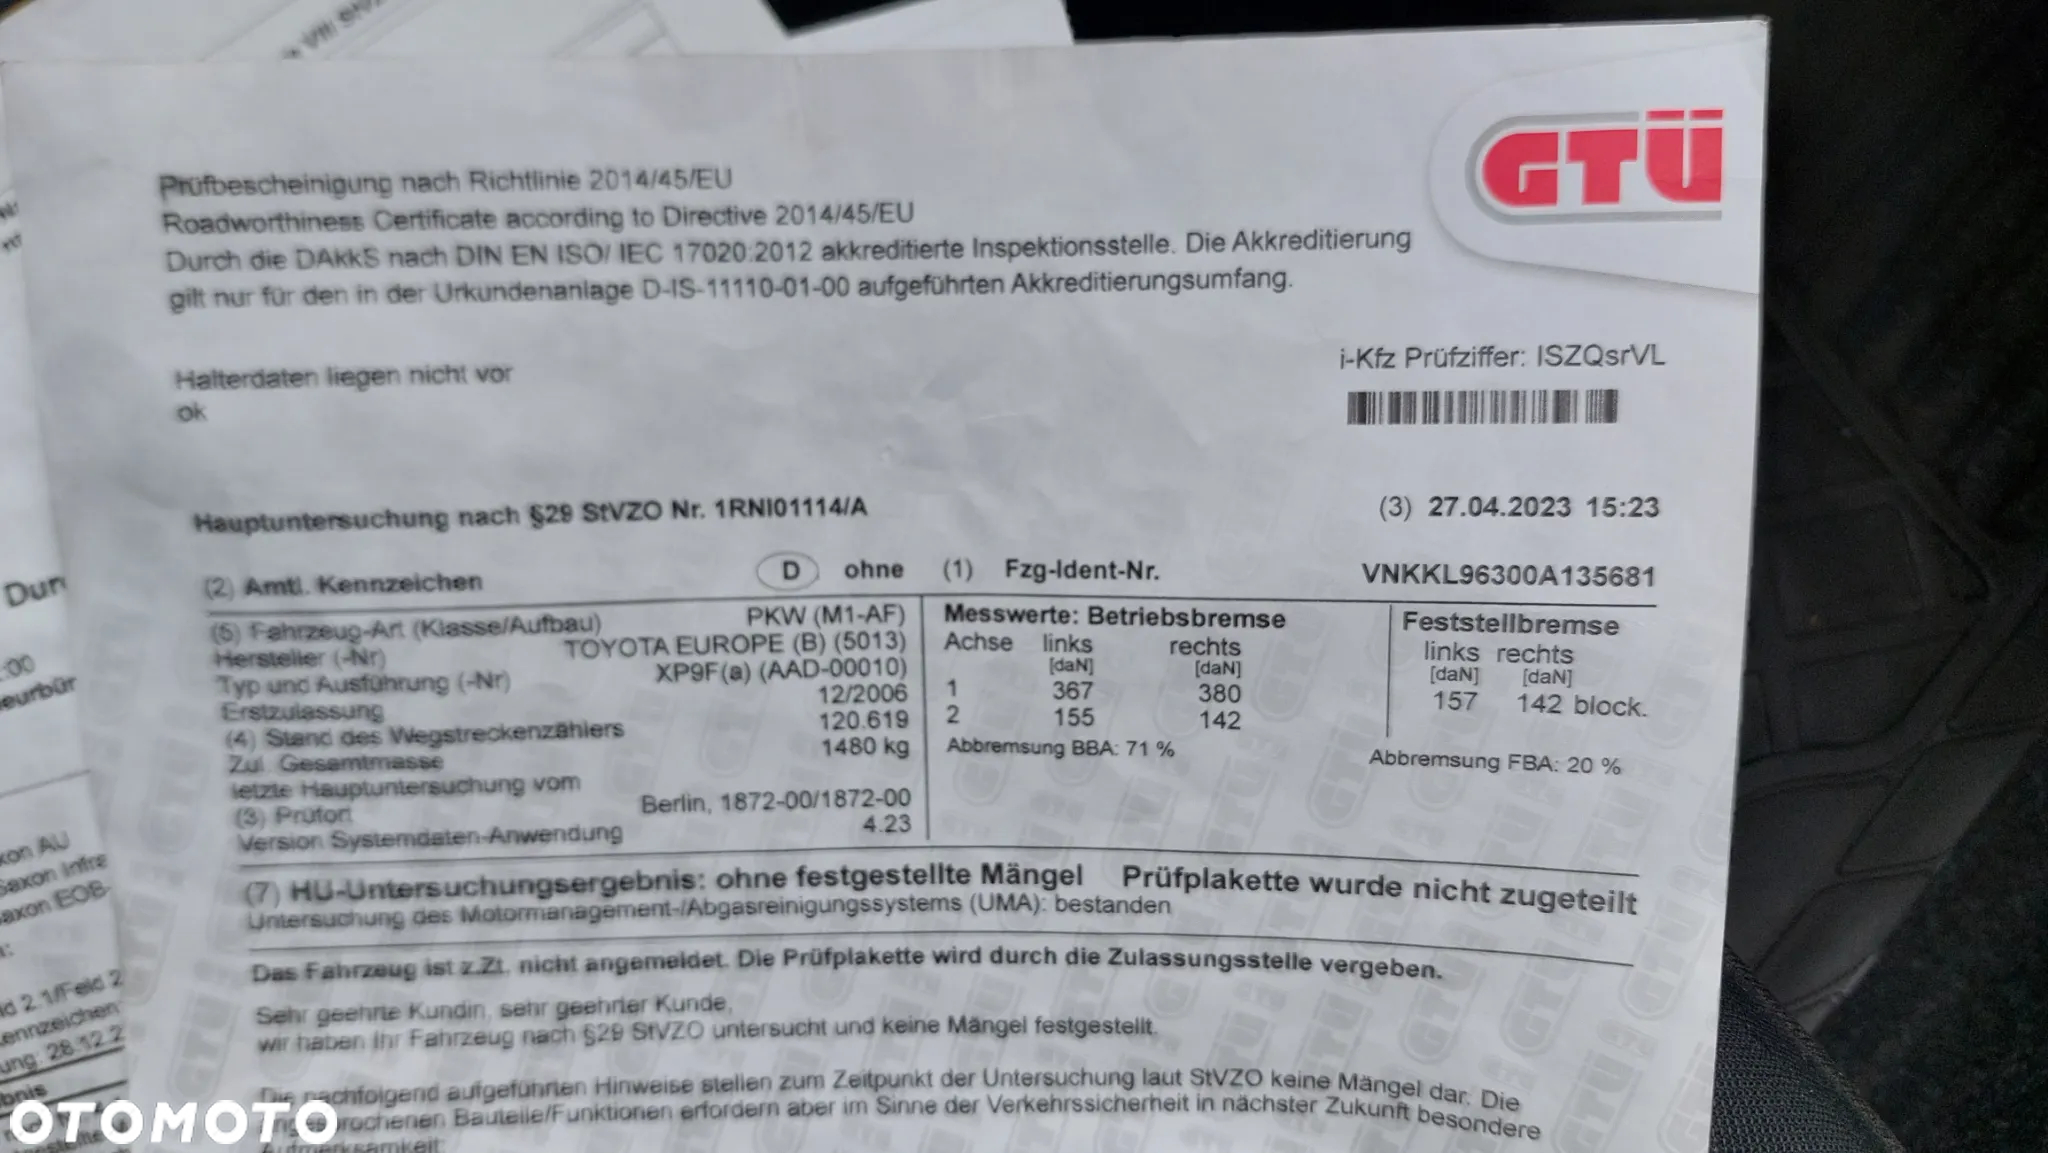 GTÜ
Prüfbescheinigung nach Richtlinie 2014/45/EU
Roadworthiness Certificate according to Directive 2014/45/EU
Durch die DAkkS nach DIN EN ISO/ IEC 17020:2012 akkreditierte Inspektionsstelle. Die Akkreditierung
gilt nur für den in der Urkundenanlage D-IS-11110-01-00 aufgeführten Akkreditierungsumfang.
i-Kfz Prüfziffer: ISZQsrVL
Halterdaten liegen nicht vor
ok
Hauptuntersuchung nach §29 StVZO Nr. 1RNI01114/A (3) 27.04.2023 15:23
(2) Amtl. Kennzeichen D ohne (1) Fzg-Ident-Nr. VNKKL96300A135681
(5) Fahrzeug-Art (Klasse/Aufbau) PKW (M1-AF)
Hersteller (-Nr) TOYOTA EUROPE (B) (5013)
Typ und Ausführung (-Nr) XP9F(a) (AAD-00010)
Erstzulassung 12/2006
(4) Stand des Wegstreckenzählers 120.619
Zul. Gesamtmasse 1480 kg
letzte Hauptuntersuchung vom
(3) Prüfort Berlin, 1872-00/1872-00
Version Systemdaten-Anwendung 4.23
Messwerte: Betriebsbremse
Achse links rechts
[daN] [daN]
1 367 380
2 155 142
Abbremsung BBA: 71 %
Feststellbremse
links rechts
[daN] [daN]
157 142 block.
Abbremsung FBA: 20 %
(7) HU-Untersuchungsergebnis: ohne festgestellte Mängel Prüfplakette wurde nicht zugeteilt
Untersuchung des Motormanagement-/Abgasreinigungssystems (UMA): bestanden
Das Fahrzeug ist z.Zt. nicht angemeldet. Die Prüfplakette wird durch die Zulassungsstelle vergeben.
Sehr geehrte Kundin, sehr geehrter Kunde,
wir haben Ihr Fahrzeug nach §29 StVZO untersucht und keine Mängel festgestellt.
Die nachfolgend aufgeführten Hinweise stellen zum Zeitpunkt der Untersuchung laut StVZO keine Mängel dar. Die
angesprochenen Bauteile/Funktionen erfordern aber im Sinne der Verkehrssicherheit in nächster Zukunft besondere
Aufmerksamkeit:
OTOMOTO